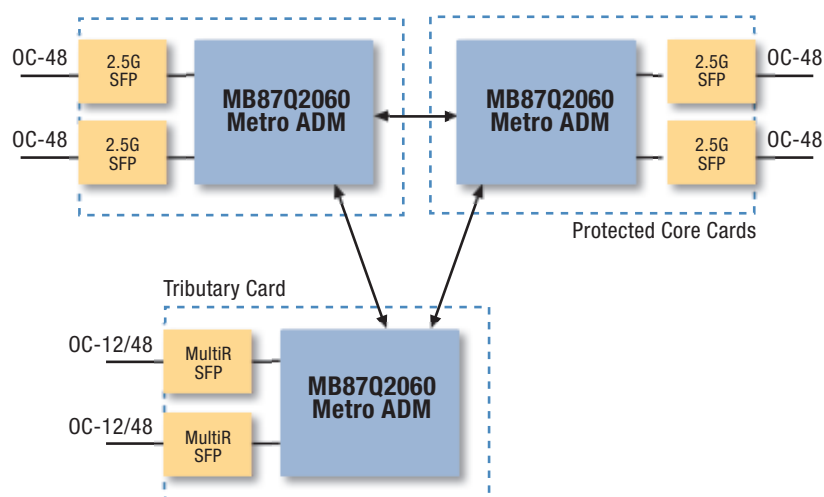 OC-48
2.5G
SFP
OC-48
2.5G
SFP
MB87Q2060
Metro ADM
MB87Q2060
Metro ADM
2.5G
SFP
OC-48
2.5G
SFP
OC-48
Protected Core Cards
Tributary Card
OC-12/48
MultiR
SFP
OC-12/48
MultiR
SFP
MB87Q2060
Metro ADM